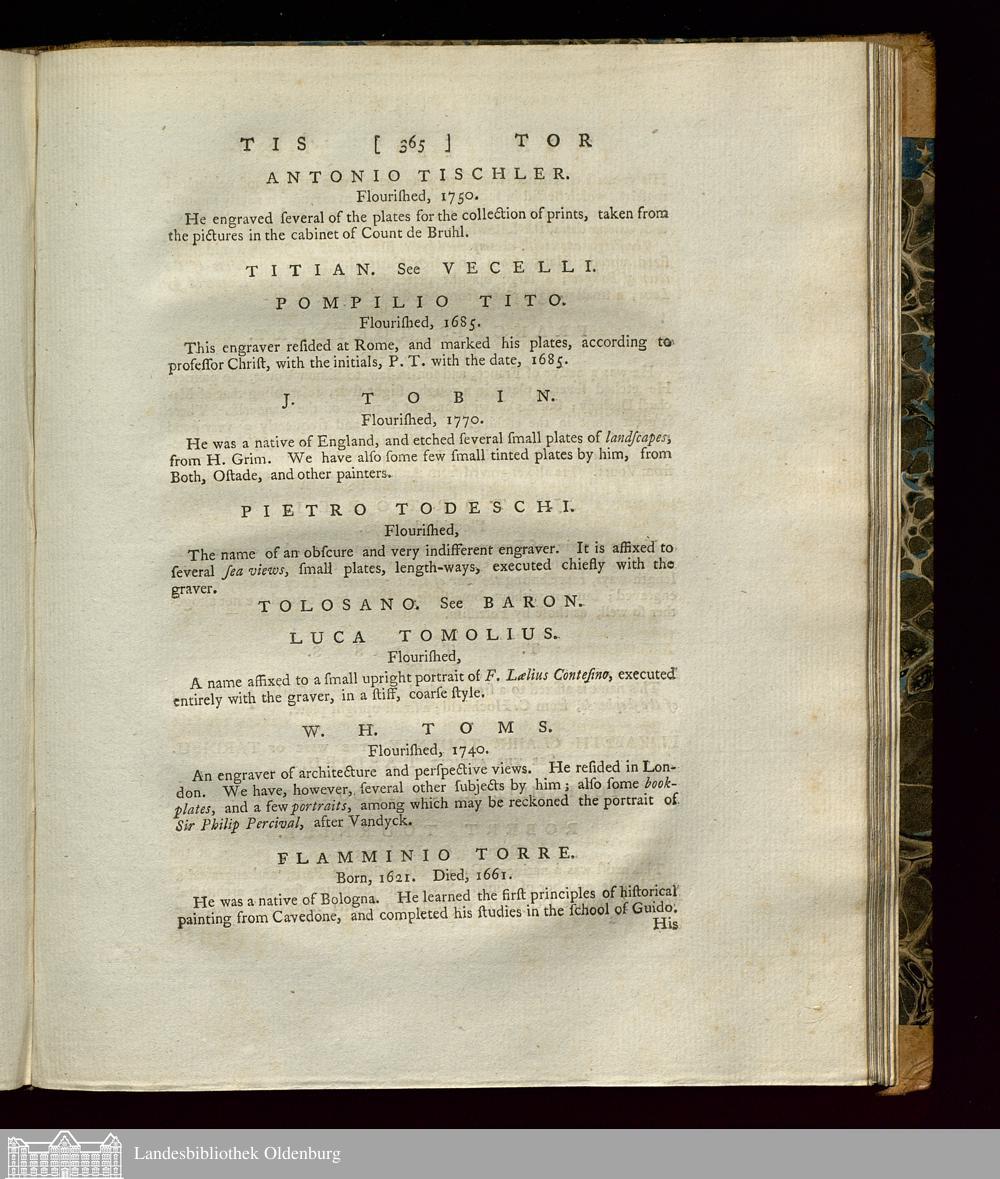 TIS [ 365 ] TOR
ANTONIO TISCHLER.
Flouriſhed, 1750.
He engraved ſeveral of the plates for the collection of prints, taken from
the pictures in the cabinet of Count de Bruhl.
TITIAN. See VECELLI.
POMPILIO TITO.
Flouriſhed, 1685.
This engraver reſided at Rome, and marked his plates, according to
profeſſor Chriſt, with the initials, P. T. with the date, 1685.
J. TOBIN.
Flouriſhed, 1770.
He was a native of England, and etched ſeveral ſmall plates of landſcapes,
from H. Grim. We have alſo ſome few ſmall tinted plates by him, from
Both, Oſtade, and other painters.
PIETRO TODESCHI.
Flouriſhed,
The name of an obſcure and very indifferent engraver. It is affixed to
ſeveral ſea views, ſmall plates, length-ways, executed chiefly with the
graver.
TOLOSANO. See BARON.
LUCA TOMOLIUS.
Flouriſhed,
A name affixed to a ſmall upright portrait of F. Lælius Conteſino, executed
entirely with the graver, in a ſtiff, coarſe ſtyle.
W. H. TOMS.
Flouriſhed, 1740.
An engraver of architecture and perſpective views. He reſided in Lon-
don. We have, however, ſeveral other ſubjects by him; alſo ſome book-
plates, and a few portraits, among which may be reckoned the portrait of
Sir Philip Percival, after Vandyck.
FLAMMINIO TORRE.
Born, 1621. Died, 1661.
He was a native of Bologna. He learned the firſt principles of hiſtorical
painting from Cavedone, and completed his ſtudies in the ſchool of Guido.
His
Landesbibliothek Oldenburg